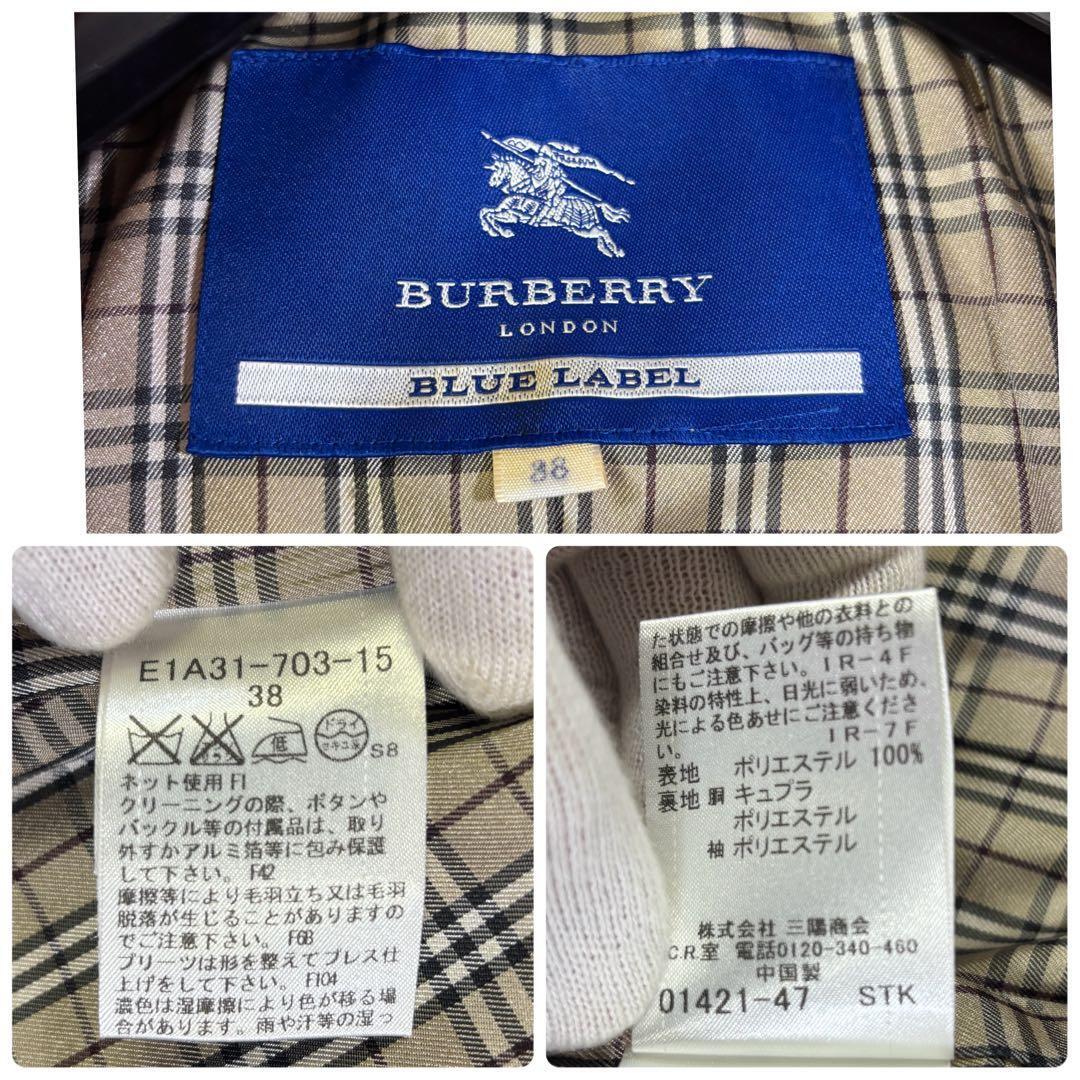 BURBERRY
LONDON
BLUE LABEL
38
E1A31-703-15
38
低
ドライ
セキユ系
S8
ネット使用 F1
クリーニングの際、ボタンや
バックル等の付属品は、取り
外すかアルミ箔等に包み保護
して下さい。 F42
摩擦等により毛羽立ち又は毛羽
脱落が生じることがありますの
でご注意下さい。 F6B
プリーツは形を整えてプレス仕
上げをして下さい。 F104
濃色は湿摩擦により色が移る場
合があります。雨や汗等の湿っ
た状態での摩擦や他の衣料との
組合せ及び、バッグ等の持ち物
にもご注意下さい。 IR-4F
染料の特性上、日光に弱いため、
光による色あせにご注意くださ
い。 IR-7F
表地 ポリエステル 100%
裏地 胴 キュプラ
ポリエステル
袖 ポリエステル
株式会社 三陽商会
C.R.室 電話0120-340-460
中国製
01421-47 STK